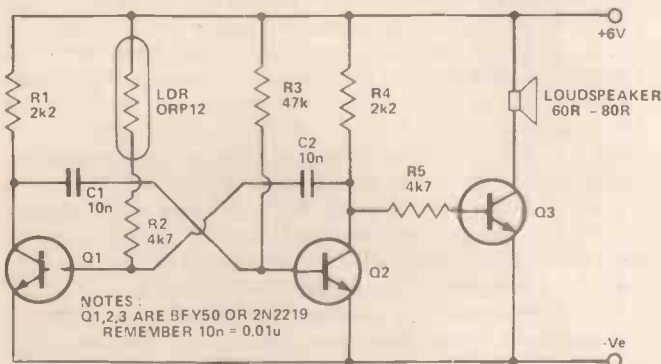 +6V
R1
2k2
LDR
ORP12
R3
47k
R4
2k2
LOUDSPEAKER
60R - 80R
C2
10n
C1
10n
R2
4k7
R5
4k7
Q1
Q2
Q3
NOTES :
Q1,2,3 ARE BFY50 OR 2N2219
REMEMBER 10n = 0.01u
-Ve